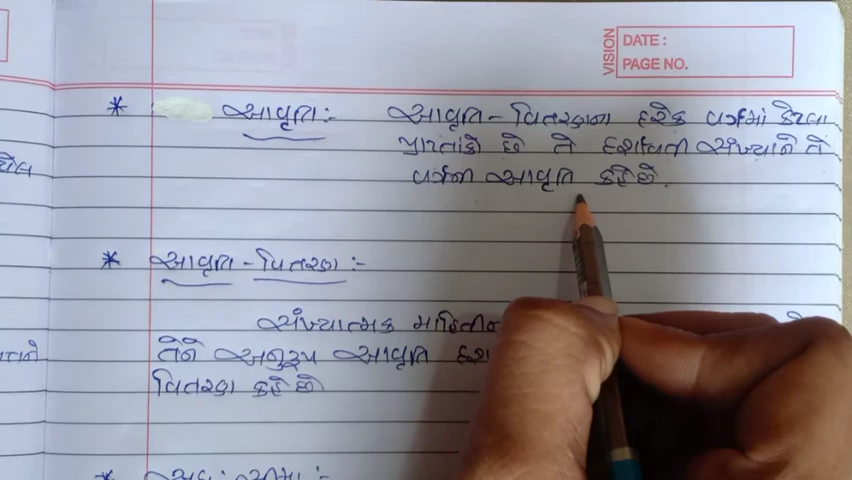 VISION
DATE :
PAGE NO.
* આવૃત્તિ :- આવૃત્તિ - વિતરણના દરેક વર્ગમાં કેટલા
પ્રાપ્તાંકો છે તે દર્શાવતી સંખ્યાને તે
વર્ગની આવૃત્તિ કહે છે.
* આવૃત્તિ - વિતરણ :-
સંખ્યાત્મક
તેને અનુરૂપ આવૃત્તિ
વિતરણ કહે છે